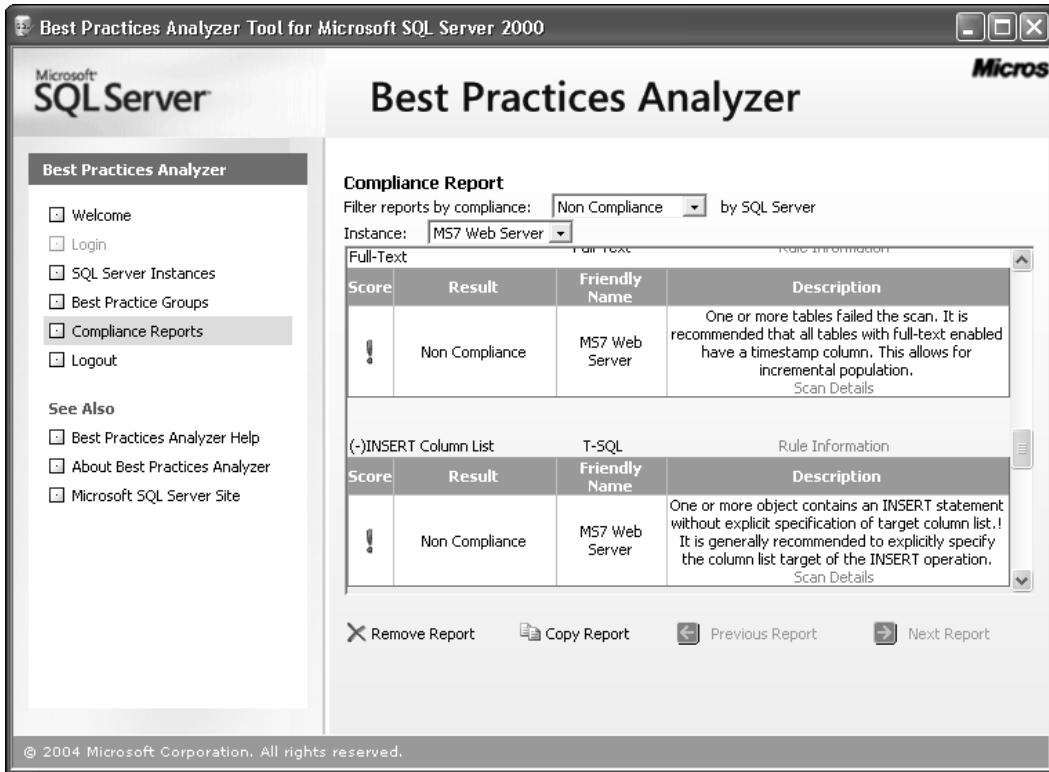 Best Practices Analyzer Tool for Microsoft SQL Server 2000
Microsoft
SQL Server
Best Practices Analyzer
Micros
Best Practices Analyzer
Welcome
Login
SQL Server Instances
Best Practice Groups
Compliance Reports
Logout
See Also
Best Practices Analyzer Help
About Best Practices Analyzer
Microsoft SQL Server Site
Compliance Report
Filter reports by compliance: Non Compliance by SQL Server
Instance: MS7 Web Server
Full-Text Full Text Rule Information
Score Result Friendly Name Description
Non Compliance MS7 Web Server
One or more tables failed the scan. It is
recommended that all tables with full-text enabled
have a timestamp column. This allows for
incremental population.
Scan Details
(-)INSERT Column List T-SQL Rule Information
Score Result Friendly Name Description
Non Compliance MS7 Web Server
One or more object contains an INSERT statement
without explicit specification of target column list.!
It is generally recommended to explicitly specify
the column list target of the INSERT operation.
Scan Details
Remove Report Copy Report Previous Report Next Report
© 2004 Microsoft Corporation. All rights reserved.